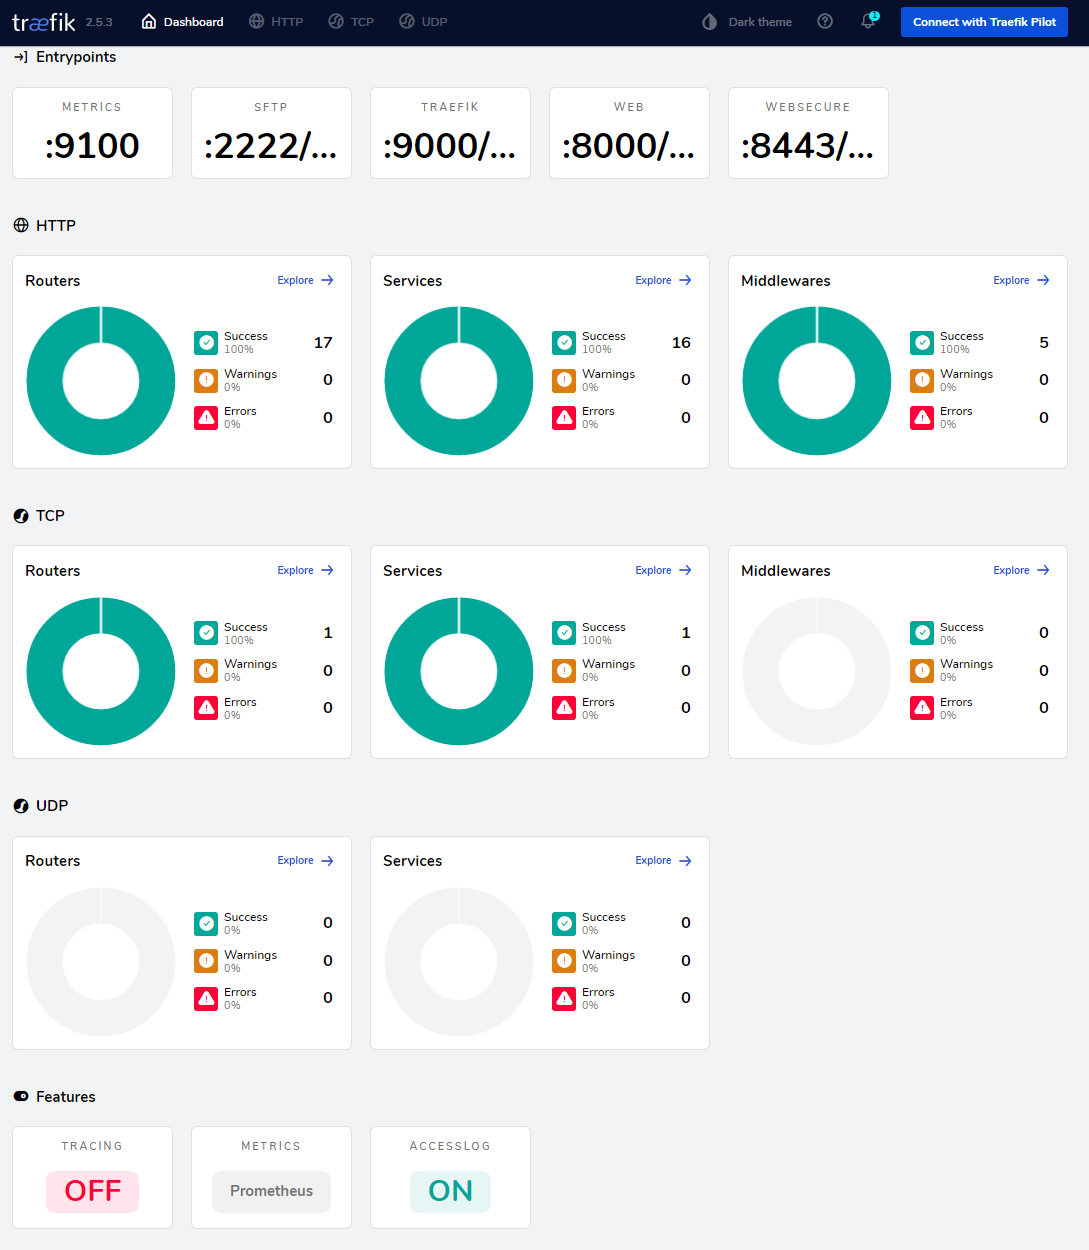 træfik 2.5.3 Dashboard HTTP TCP UDP Dark theme 1 Connect with Traefik Pilot
Entrypoints
METRICS SFTP TRAEFIK WEB WEBSECURE
:9100 :2222/... :9000/... :8000/... :8443/...
HTTP
Routers Explore Services Explore Middlewares Explore
Success 17 Success 16 Success 5
100% 100% 100%
Warnings 0 Warnings 0 Warnings 0
0% 0% 0%
Errors 0 Errors 0 Errors 0
0% 0% 0%
TCP
Routers Explore Services Explore Middlewares Explore
Success 1 Success 1 Success 0
100% 100% 0%
Warnings 0 Warnings 0 Warnings 0
0% 0% 0%
Errors 0 Errors 0 Errors 0
0% 0% 0%
UDP
Routers Explore Services Explore
Success 0 Success 0
0% 0%
Warnings 0 Warnings 0
0% 0%
Errors 0 Errors 0
0% 0%
Features
TRACING METRICS ACCESSLOG
OFF Prometheus ON